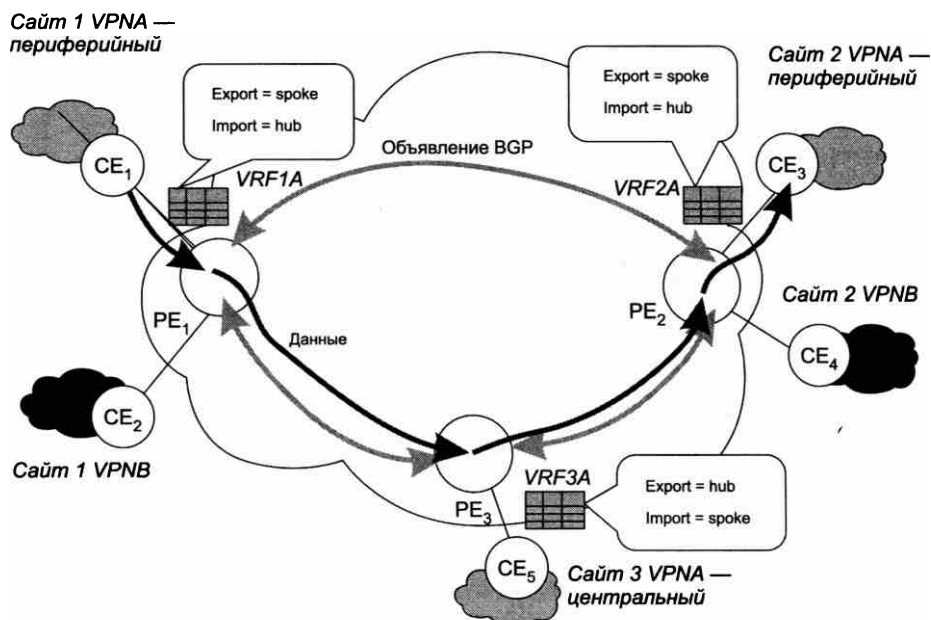 Сайт 1 VPNA —
периферийный
Сайт 2 VPNA —
периферийный
Export = spoke
Import = hub
Export = spoke
Import = hub
Объявление BGP
CE1
VRF1A
VRF2A
CE3
PE1
PE2
Сайт 2 VPNB
Данные
CE4
CE2
Сайт 1 VPNB
VRF3A
Export = hub
Import = spoke
PE3
CE5
Сайт 3 VPNA —
центральный